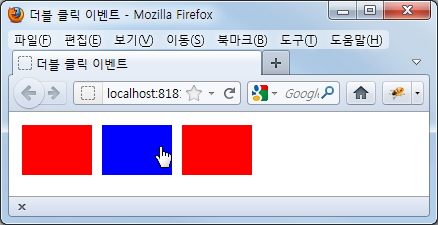 더블 클릭 이벤트 - Mozilla Firefox
파일(F) 편집(E) 보기(V) 이동(S) 북마크(B) 도구(T) 도움말(H)
더블 클릭 이벤트
localhost:818
Google